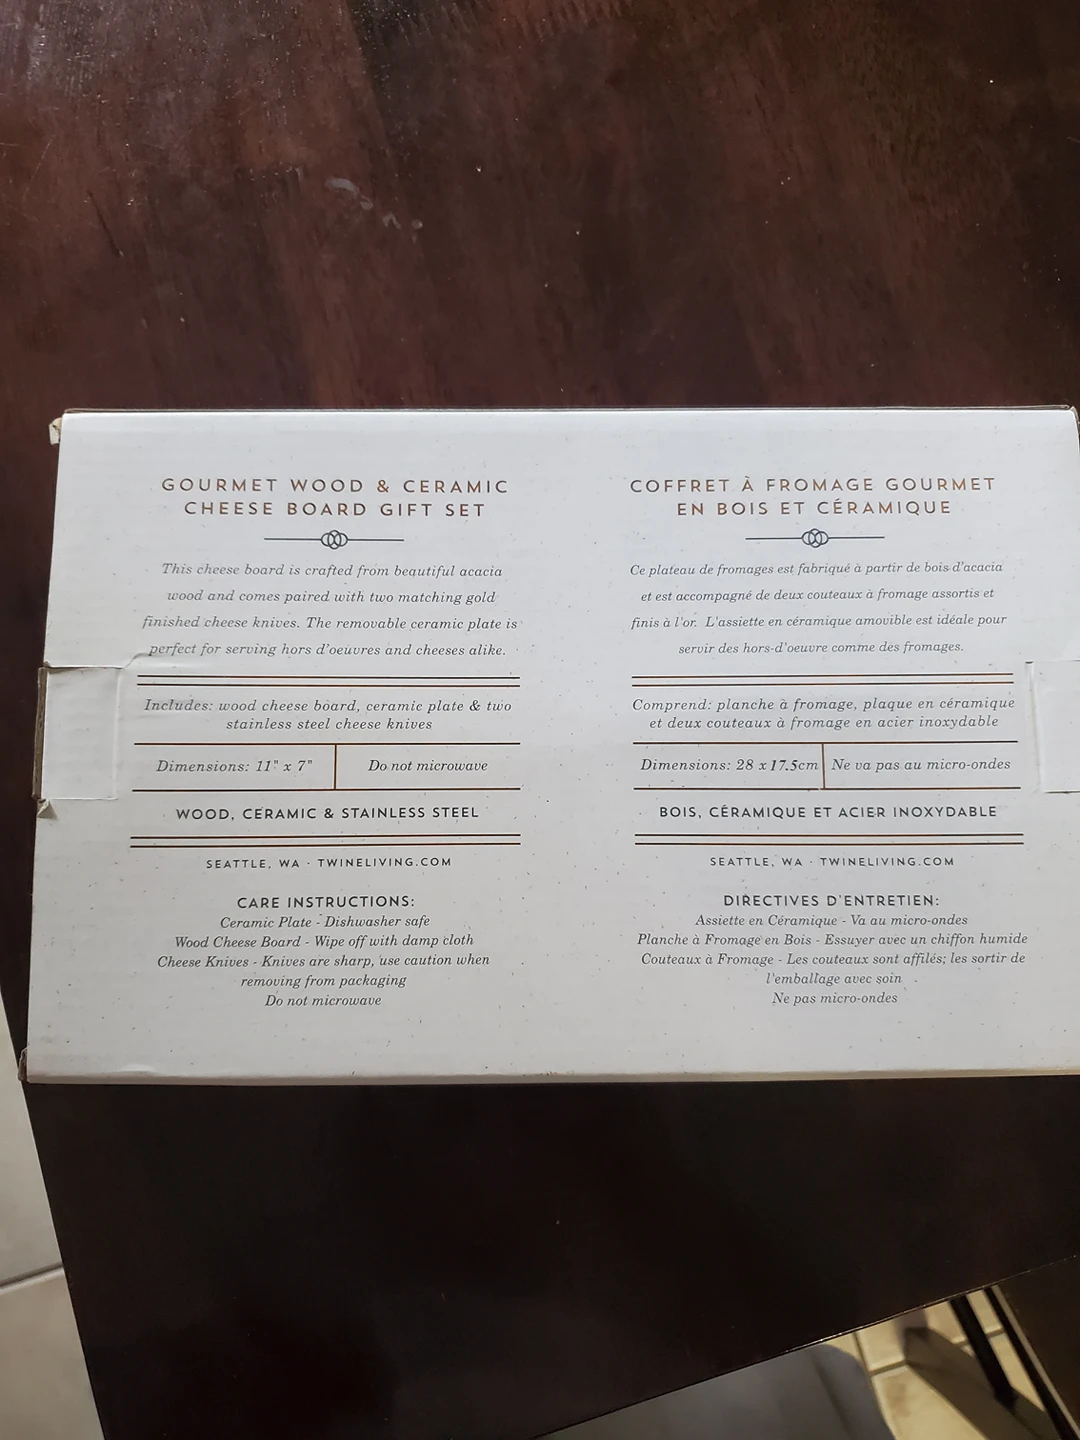 GOURMET WOOD & CERAMIC
CHEESE BOARD GIFT SET
This cheese board is crafted from beautiful acacia
wood and comes paired with two matching gold
finished cheese knives. The removable ceramic plate is
perfect for serving hors d'oeuvres and cheeses alike.
Includes: wood cheese board, ceramic plate & two
stainless steel cheese knives
Dimensions: 11" x 7"
Do not microwave
WOOD, CERAMIC & STAINLESS STEEL
SEATTLE, WA · TWINELIVING.COM
CARE INSTRUCTIONS:
Ceramic Plate - Dishwasher safe
Wood Cheese Board - Wipe off with damp cloth
Cheese Knives - Knives are sharp, use caution when
removing from packaging
Do not microwave
COFFRET À FROMAGE GOURMET
EN BOIS ET CÉRAMIQUE
Ce plateau de fromages est fabriqué à partir de bois d'acacia
et est accompagné de deux couteaux à fromage assortis et
finis à l'or. L'assiette en céramique amovible est idéale pour
servir des hors-d'oeuvre comme des fromages.
Comprend: planche à fromage, plaque en céramique
et deux couteaux à fromage en acier inoxydable
Dimensions: 28 x 17.5cm
Ne va pas au micro-ondes
BOIS, CÉRAMIQUE ET ACIER INOXYDABLE
SEATTLE, WA · TWINELIVING.COM
DIRECTIVES D'ENTRETIEN:
Assiette en Céramique - Va au micro-ondes
Planche à Fromage en Bois - Essuyer avec un chiffon humide
Couteaux à Fromage - Les couteaux sont affilés; les sortir de
l'emballage avec soin
Ne pas micro-ondes